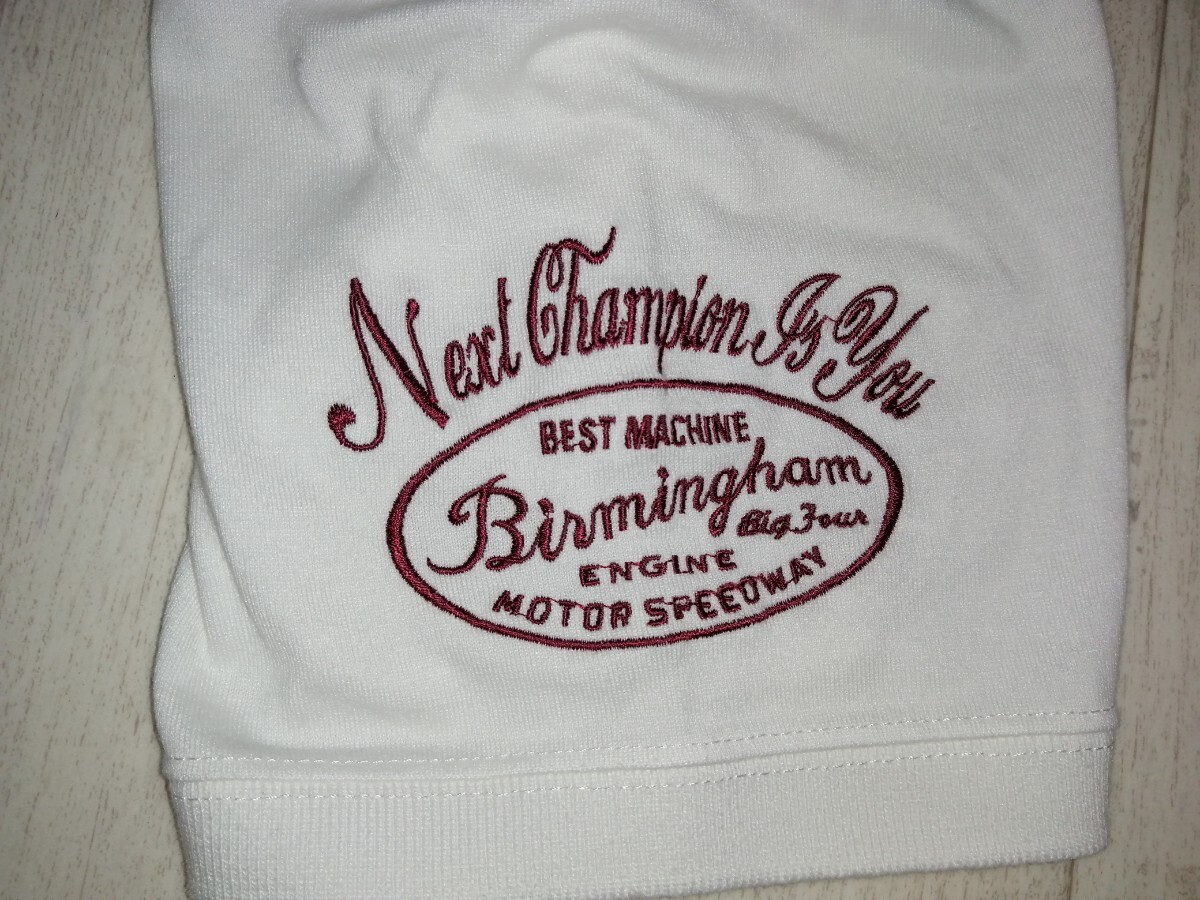 Next Champion Is You
BEST MACHINE
Birmingham
Big Four
ENGINE
MOTOR SPEEDWAY